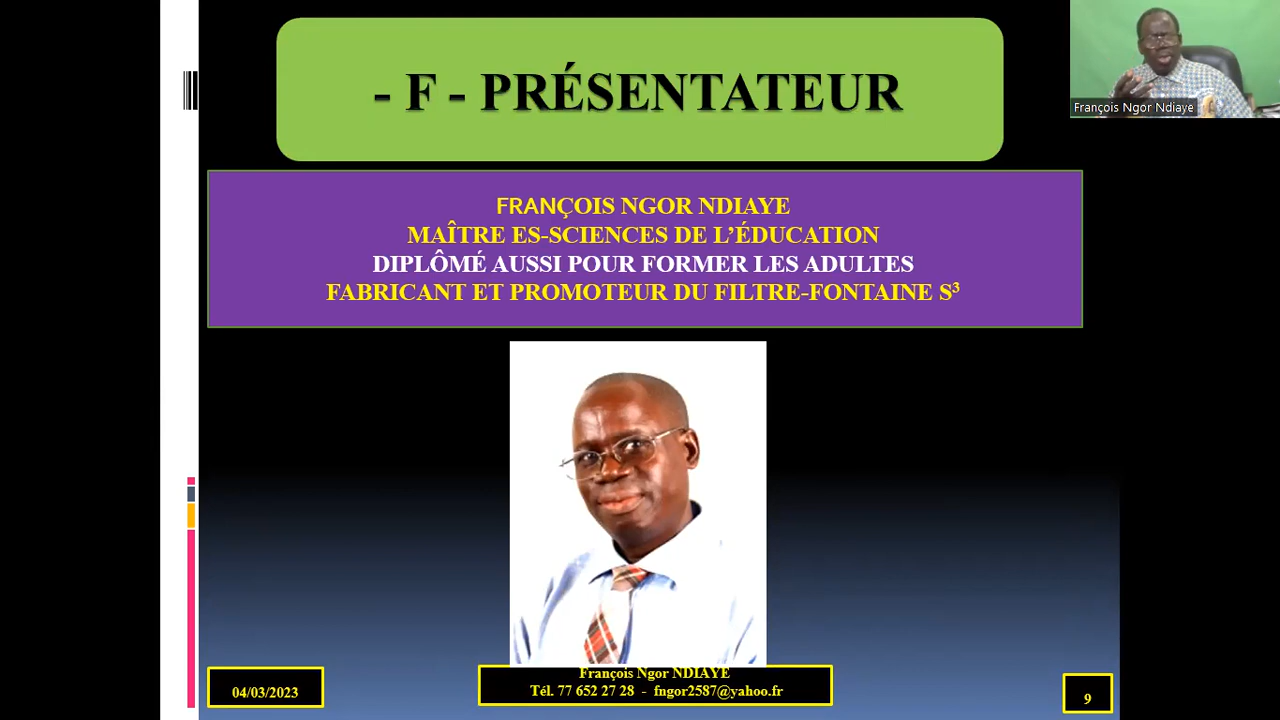 - F - PRÉSENTATEUR
François Ngor Ndiaye
FRANÇOIS NGOR NDIAYE
MAÎTRE ES-SCIENCES DE L’ÉDUCATION
DIPLÔMÉ AUSSI POUR FORMER LES ADULTES
FABRICANT ET PROMOTEUR DU FILTRE-FONTAINE S³
04/03/2023
François Ngor NDIAYE
Tél. 77 652 27 28 - fngor2587@yahoo.fr
9